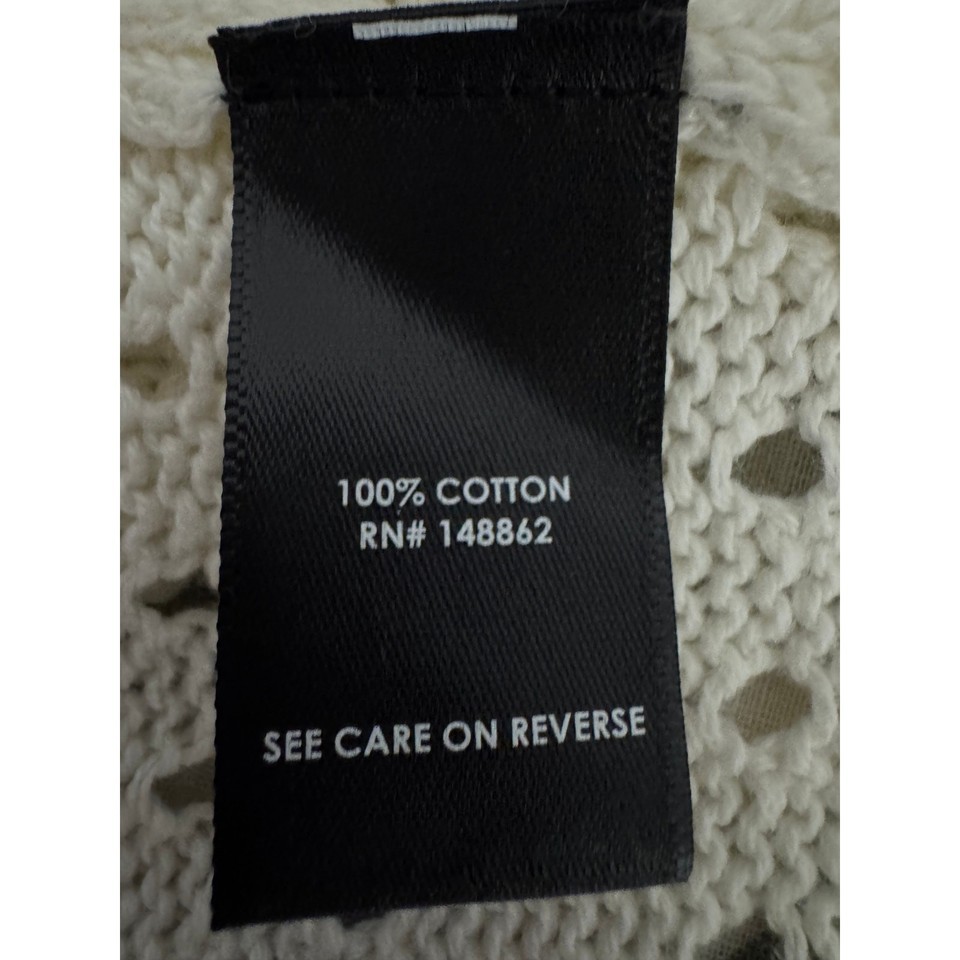 100% COTTON
RN# 148862
SEE CARE ON REVERSE